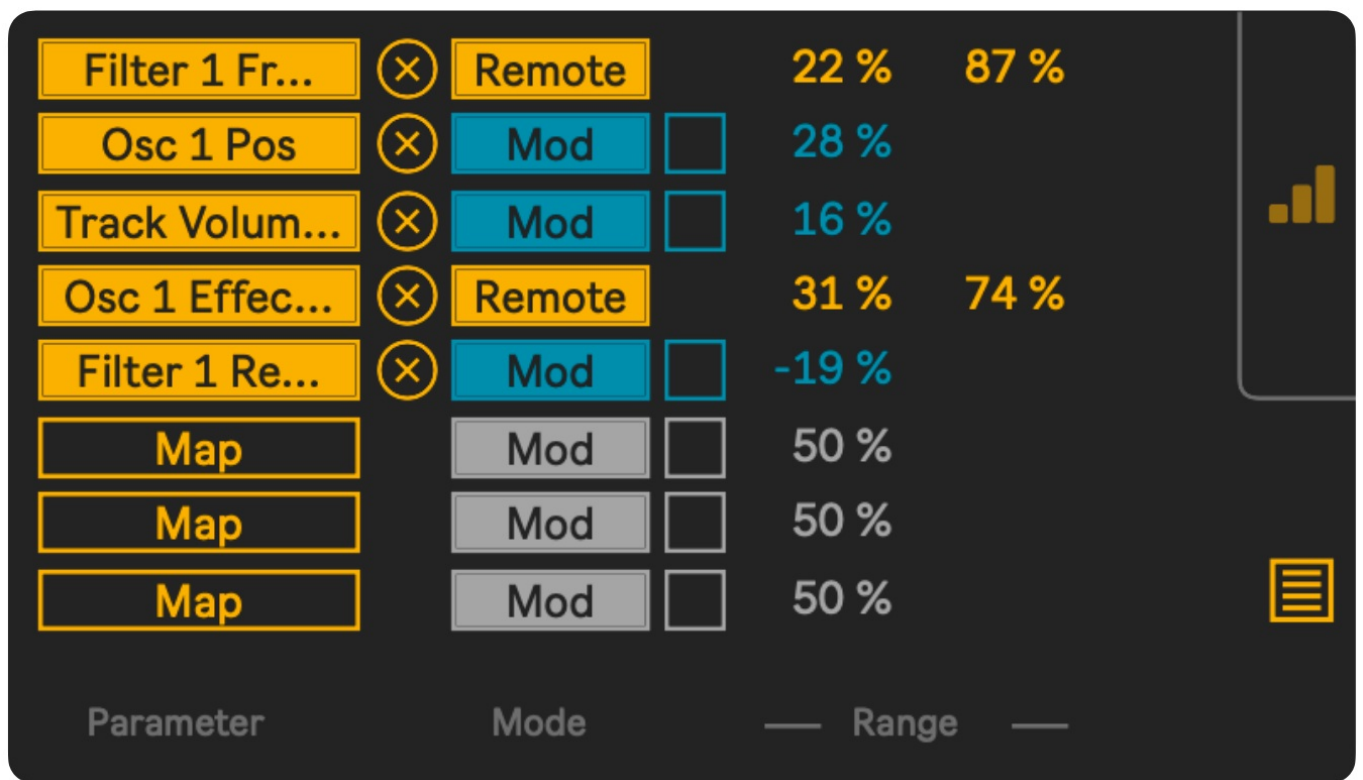 Filter 1 Fr... Remote 22 % 87 %
Osc 1 Pos Mod 28 %
Track Volum... Mod 16 %
Osc 1 Effec... Remote 31 % 74 %
Filter 1 Re... Mod -19 %
Map Mod 50 %
Map Mod 50 %
Map Mod 50 %
Parameter Mode Range